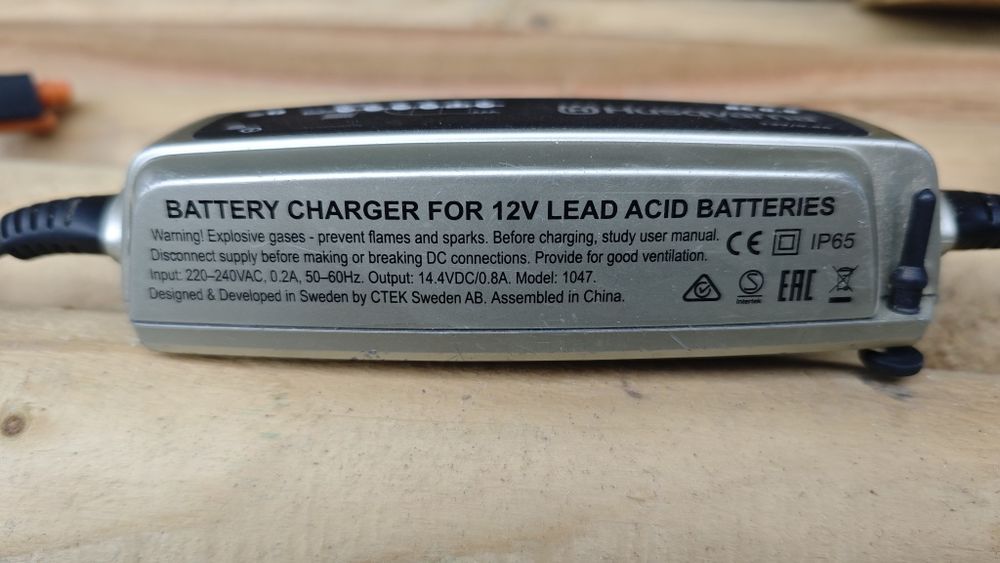 BATTERY CHARGER FOR 12V LEAD ACID BATTERIES
Warning! Explosive gases - prevent flames and sparks. Before charging, study user manual.
Disconnect supply before making or breaking DC connections. Provide for good ventilation.
Input: 220–240VAC, 0.2A, 50–60Hz. Output: 14.4VDC/0.8A. Model: 1047.
Designed & Developed in Sweden by CTEK Sweden AB. Assembled in China.
CE IP65
S Intertek EAC